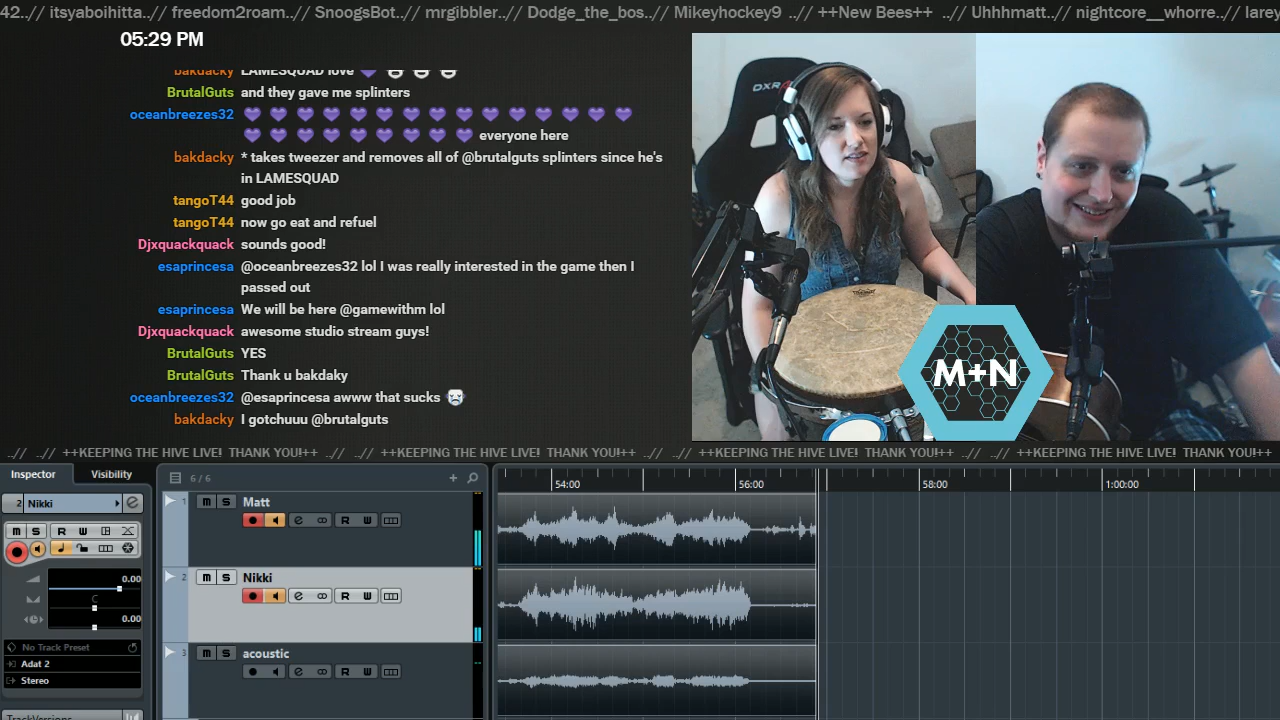 42..// itsyaboihitta..// freedom2roam..// SnoogsBot..// mrgibbler..// Dodge_the_bos..// Mikeyhockey9 ..// ++New Bees++ ..// Uhhhmatt..// nightcore__whorre..// larey
05:29 PM
bakdacky LAMESQUAD love
BrutalGuts and they gave me splinters
oceanbreezes32
everyone here
bakdacky * takes tweezer and removes all of @brutalguts splinters since he's
in LAMESQUAD
tangoT44 good job
tangoT44 now go eat and refuel
Djxquackquack sounds good!
esaprincesa @oceanbreezes32 lol I was really interested in the game then I
passed out
esaprincesa We will be here @gamewithm lol
Djxquackquack awesome studio stream guys!
BrutalGuts YES
BrutalGuts Thank u bakdaky
oceanbreezes32 @esaprincesa awww that sucks
bakdacky I gotchuuu @brutalguts
DXR
M+N
..// ..// ++KEEPING THE HIVE LIVE! THANK YOU!++ ..// ..// ++KEEPING THE HIVE LIVE! THANK YOU!++ ..// ..// ++KEEPING THE HIVE LIVE! THANK YOU!++ ..// ..// ++KEEPING THE HIVE LIVE! THANK YOU!++
Inspector Visibility
6 / 6
54:00 56:00 58:00 1:00:00
2 Nikki
M S R W
0.00
C
0.00
No Track Preset
Adat 2
Stereo
TrackVersions
1 M S Matt
R W
2 M S Nikki
R W
3 M S acoustic
R W